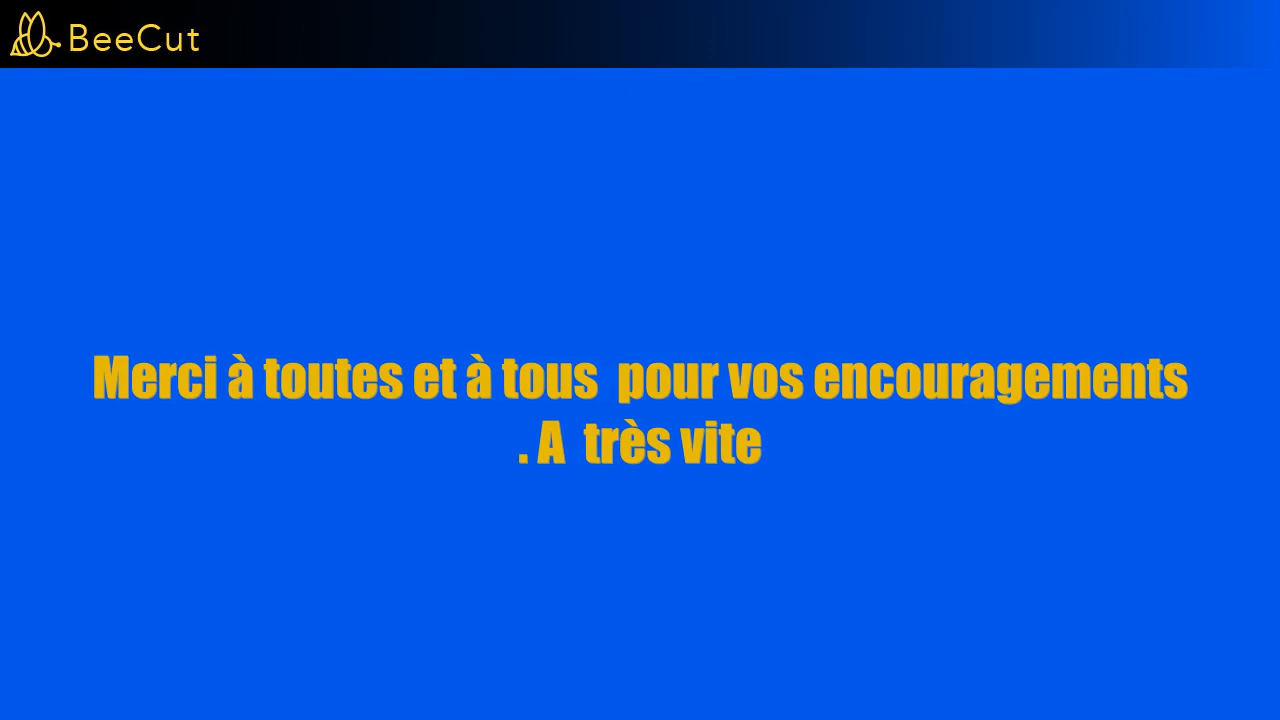 BeeCut
Merci à toutes et à tous  pour vos encouragements
. A  très vite